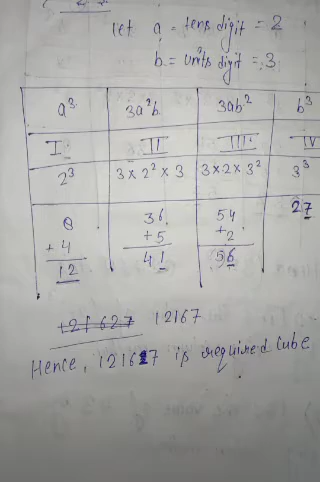 let a = tens digit = 2
b = units digit = 3
a³ 3a²b 3ab² b³
I II III IV
2³ 3×2²×3 3×2×3² 3³
8 36 54 27
+4 +5 +2
12 41 56
12167
Hence, 12167 is required cube